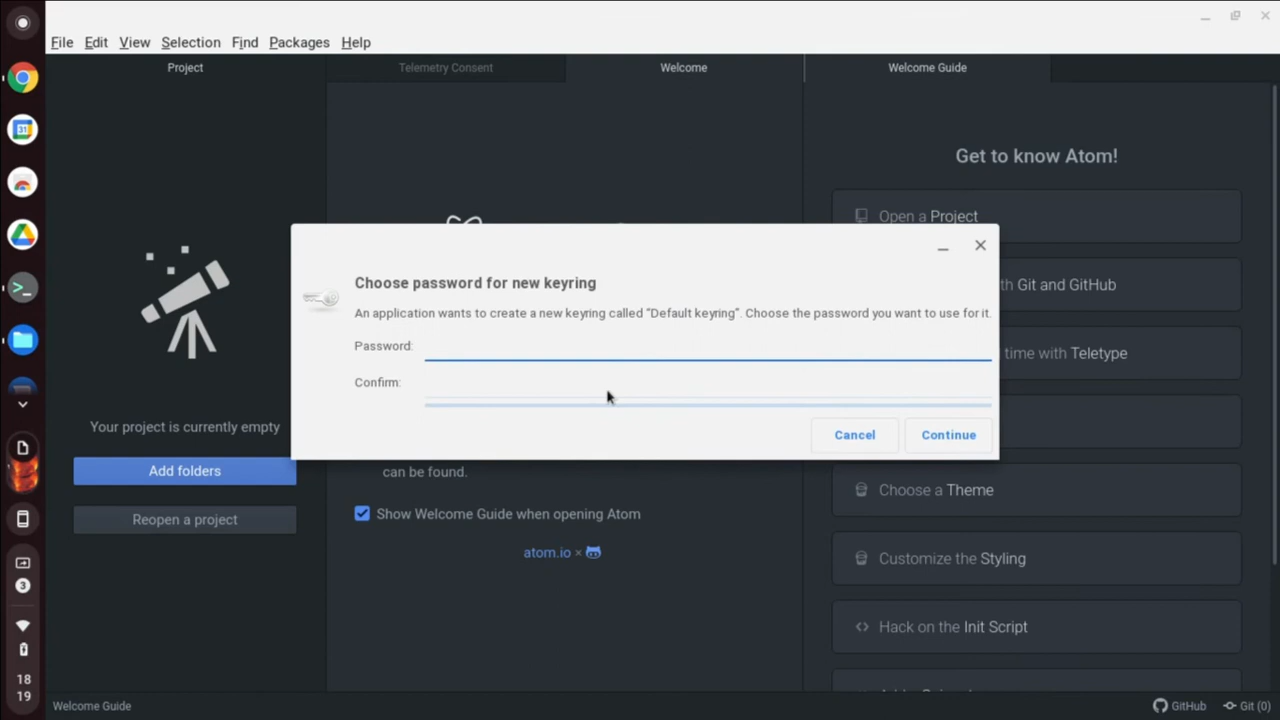 File Edit View Selection Find Packages Help
Project
Telemetry Consent
Welcome
Welcome Guide
31
Get to know Atom!
Open a Project
th Git and GitHub
time with Teletype
Choose a Theme
Customize the Styling
Hack on the Init Script
Choose password for new keyring
An application wants to create a new keyring called “Default keyring”. Choose the password you want to use for it.
Password:
Confirm:
Cancel
Continue
Your project is currently empty
Add folders
Reopen a project
can be found.
Show Welcome Guide when opening Atom
atom.io ×
3
18
19
Welcome Guide
GitHub
Git (0)